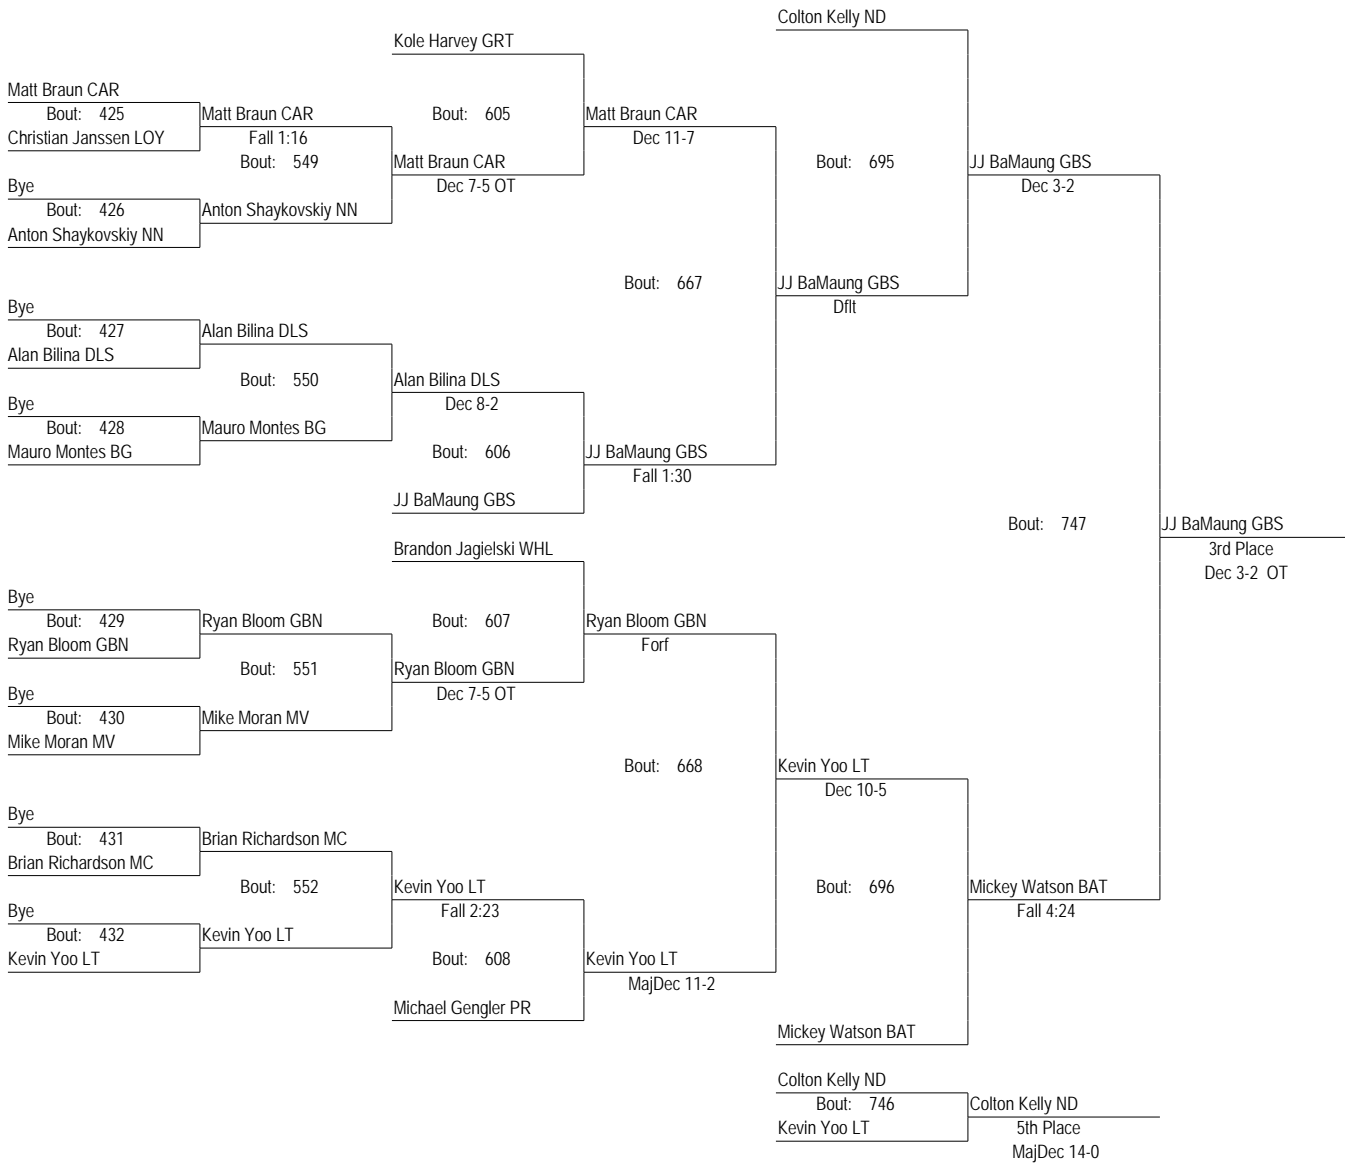 Colton Kelly ND
Kole Harvey GRT
Matt Braun CAR
Bout: 425
Matt Braun CAR
Bout: 605
Matt Braun CAR
Christian Janssen LOY
Fall 1:16
Dec 11-7
Bout: 549
Matt Braun CAR
Bout: 695
JJ BaMaung GBS
Bye
Dec 7-5 OT
Dec 3-2
Bout: 426
Anton Shaykovskiy NN
Anton Shaykovskiy NN
Bout: 667
JJ BaMaung GBS
Bye
Dflt
Bout: 427
Alan Bilina DLS
Alan Bilina DLS
Bout: 550
Alan Bilina DLS
Bye
Dec 8-2
Bout: 428
Mauro Montes BG
Mauro Montes BG
Bout: 606
JJ BaMaung GBS
Fall 1:30
JJ BaMaung GBS
Bout: 747
JJ BaMaung GBS
Brandon Jagielski WHL
3rd Place
Dec 3-2 OT
Bye
Bout: 429
Ryan Bloom GBN
Bout: 607
Ryan Bloom GBN
Ryan Bloom GBN
Forf
Bout: 551
Ryan Bloom GBN
Bye
Dec 7-5 OT
Bout: 430
Mike Moran MV
Mike Moran MV
Bout: 668
Kevin Yoo LT
Dec 10-5
Bye
Bout: 431
Brian Richardson MC
Brian Richardson MC
Bout: 552
Kevin Yoo LT
Bout: 696
Mickey Watson BAT
Bye
Fall 2:23
Fall 4:24
Bout: 432
Kevin Yoo LT
Kevin Yoo LT
Bout: 608
Kevin Yoo LT
MajDec 11-2
Michael Gengler PR
Mickey Watson BAT
Colton Kelly ND
Bout: 746
Colton Kelly ND
Kevin Yoo LT
5th Place
MajDec 14-0